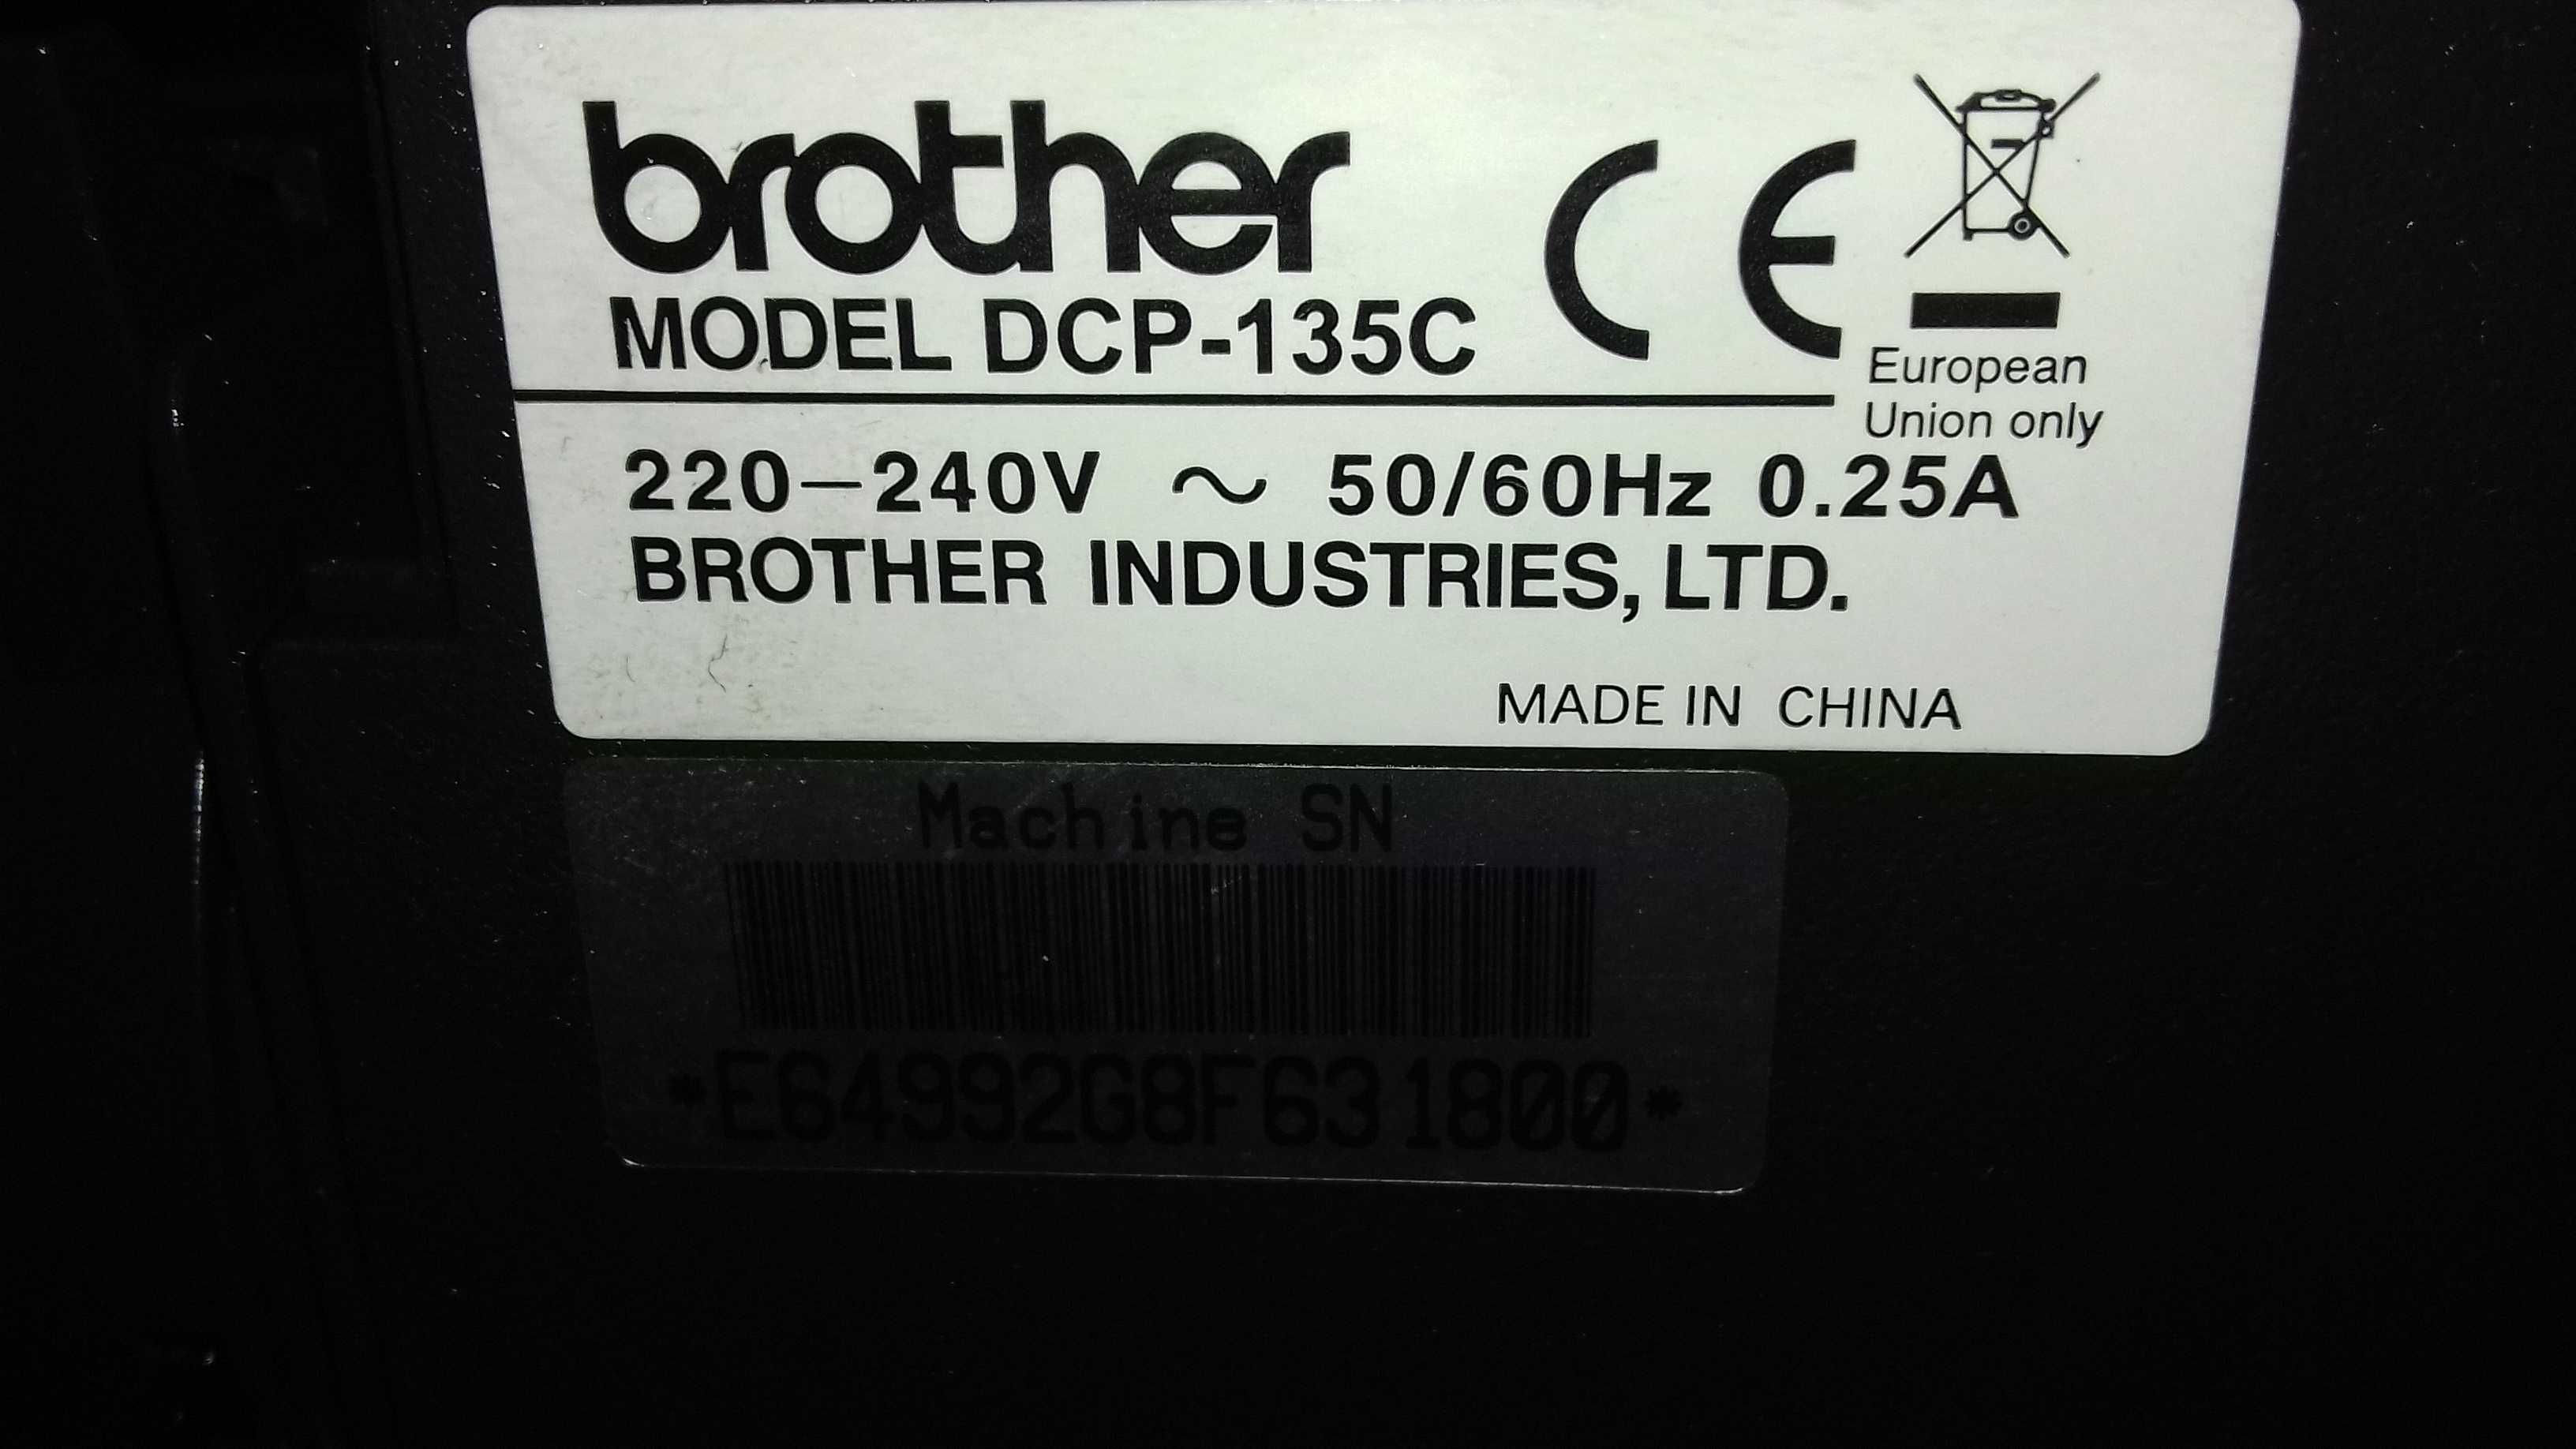 brother
CE
MODEL DCP-135C
European
Union only
220-240V ~ 50/60Hz 0.25A
BROTHER INDUSTRIES, LTD.
MADE IN CHINA
Machine SN
*E64992G8F631800*